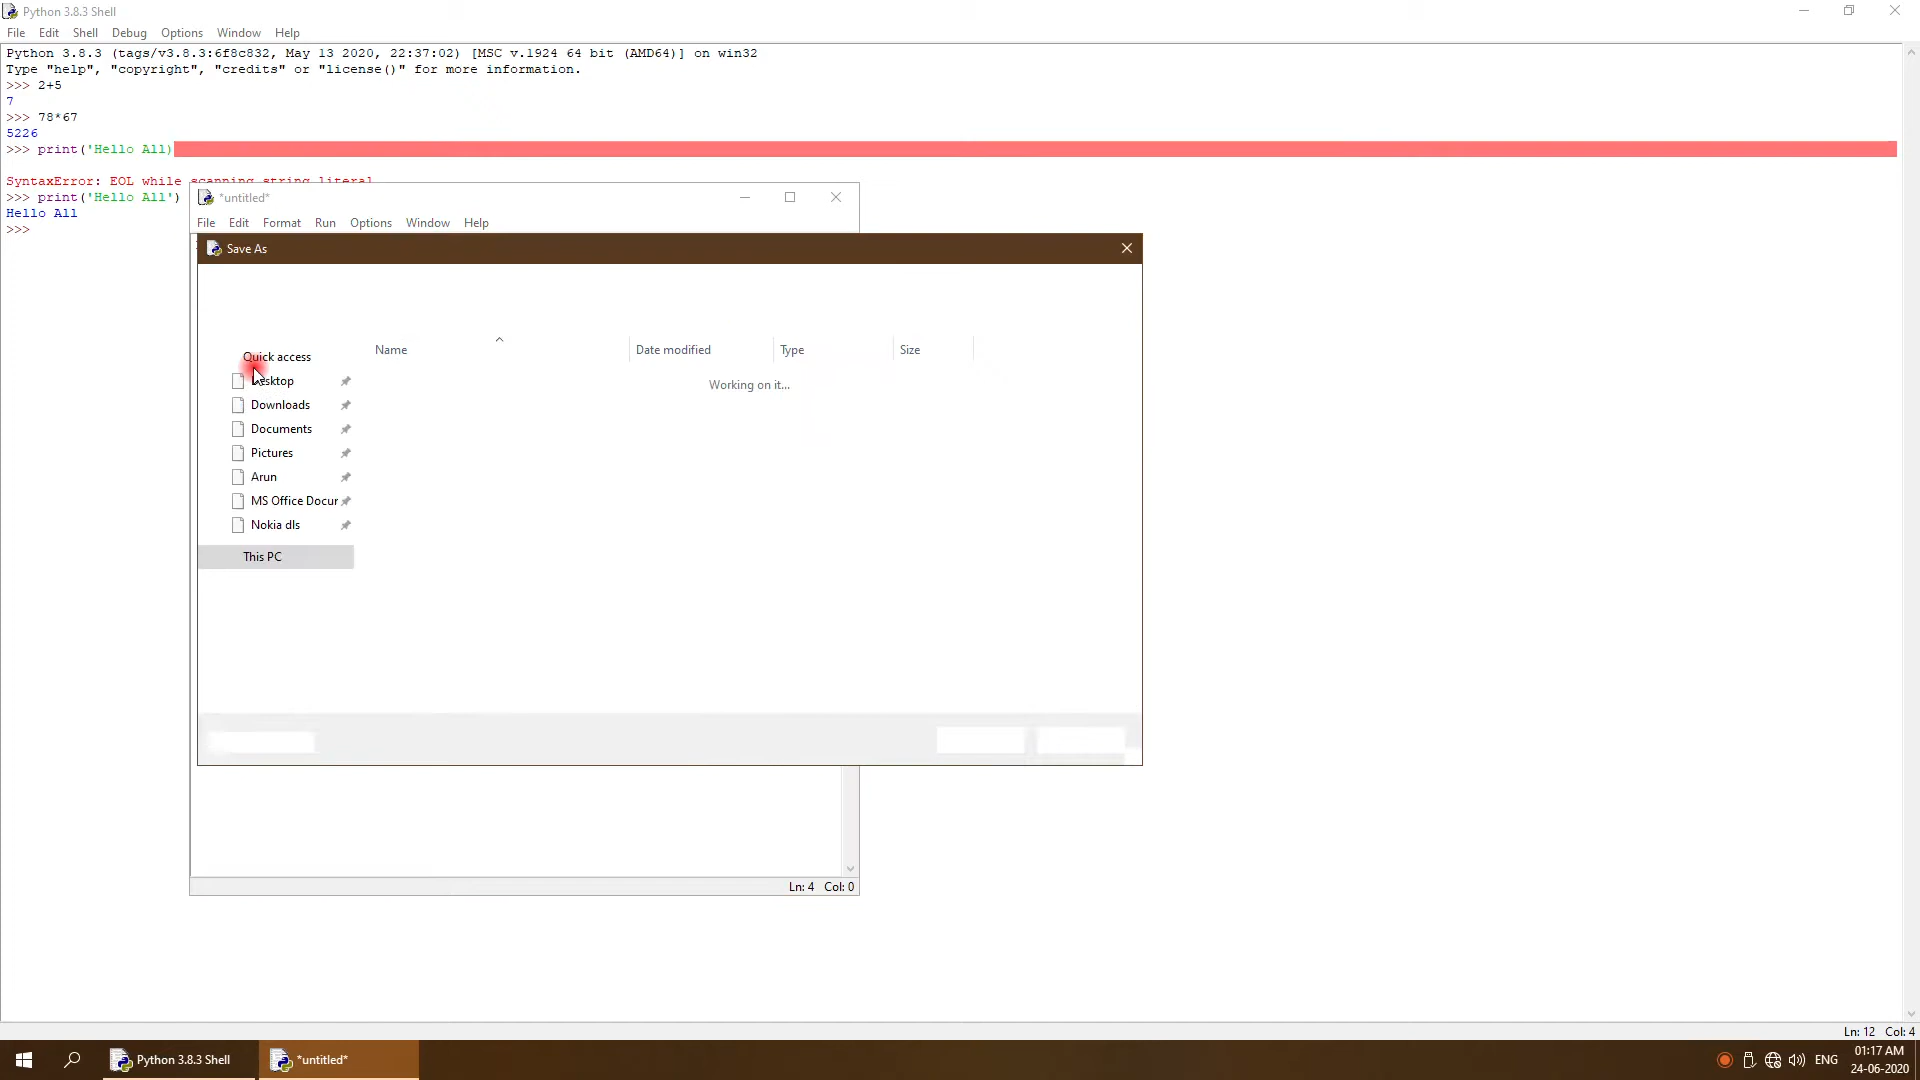 Python 3.8.3 Shell
File Edit Shell Debug Options Window Help
Python 3.8.3 (tags/v3.8.3:6f8c832, May 13 2020, 22:37:02) [MSC v.1924 64 bit (AMD64)] on win32
Type "help", "copyright", "credits" or "license()" for more information.
>>> 2+5
7
>>> 78*67
5226
>>> print('Hello All)
SyntaxError: EOL while scanning string literal
>>> print('Hello All')
Hello All
>>>
*untitled*
File Edit Format Run Options Window Help
Save As
Name Date modified Type Size
Working on it...
Quick access
Desktop
Downloads
Documents
Pictures
Arun
MS Office Docur
Nokia dls
This PC
Ln: 4 Col: 0
Ln: 12 Col: 4
Python 3.8.3 Shell
*untitled*
ENG
01:17 AM
24-06-2020